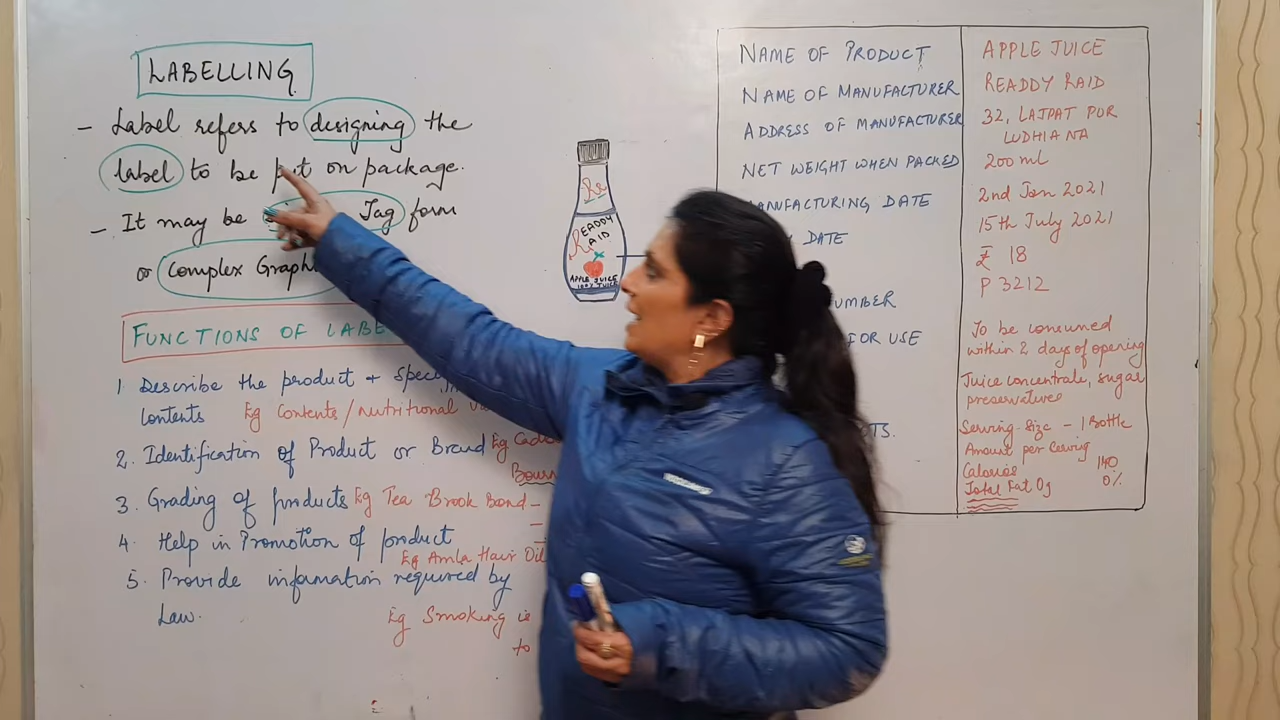 LABELLING
- Label refers to designing the
label to be put on package.
- It may be Tag form
or Complex
FUNCTIONS OF
1 Describe the product +
Contents Eg Contents/Nutritional
2. Identification of Product or Brand Eg
3. Grading of products Eg Tea Brook Bond -
4. Help in Promotion of product
Eg Amla Hair Oil
5. Provide information required by
Law.
Eg Smoking is
to
READDY
RAID
APPLE JUICE
NAME OF PRODUCT APPLE JUICE
NAME OF MANUFACTURER READDY RAID
ADDRESS OF MANUFACTURER 32, LAJPAT PUR
LUDHIANA
NET WEIGHT WHEN PACKED 200 ml
MANUFACTURING DATE 2nd Jan 2021
DATE 15th July 2021
₹ 18
NUMBER P 3212
FOR USE To be consumed
within 2 days of opening
Juice concentrate, sugar
preservatives
Serving Size - 1 Bottle
Amount per serving
Calories 140
Total Fat 0g 0%